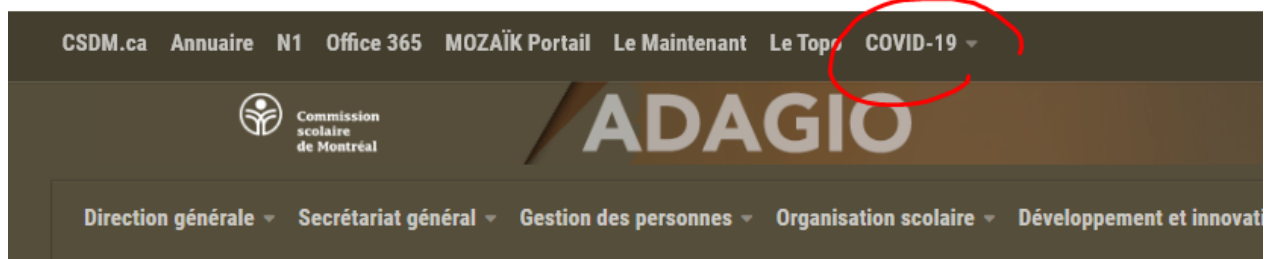 CSDM.ca Annuaire N1 Office 365 MOZAÏK Portail Le Maintenant Le Topo COVID-19
Commission
scolaire
de Montréal
ADAGIO
Direction générale Secrétariat général Gestion des personnes Organisation scolaire Développement et innovati